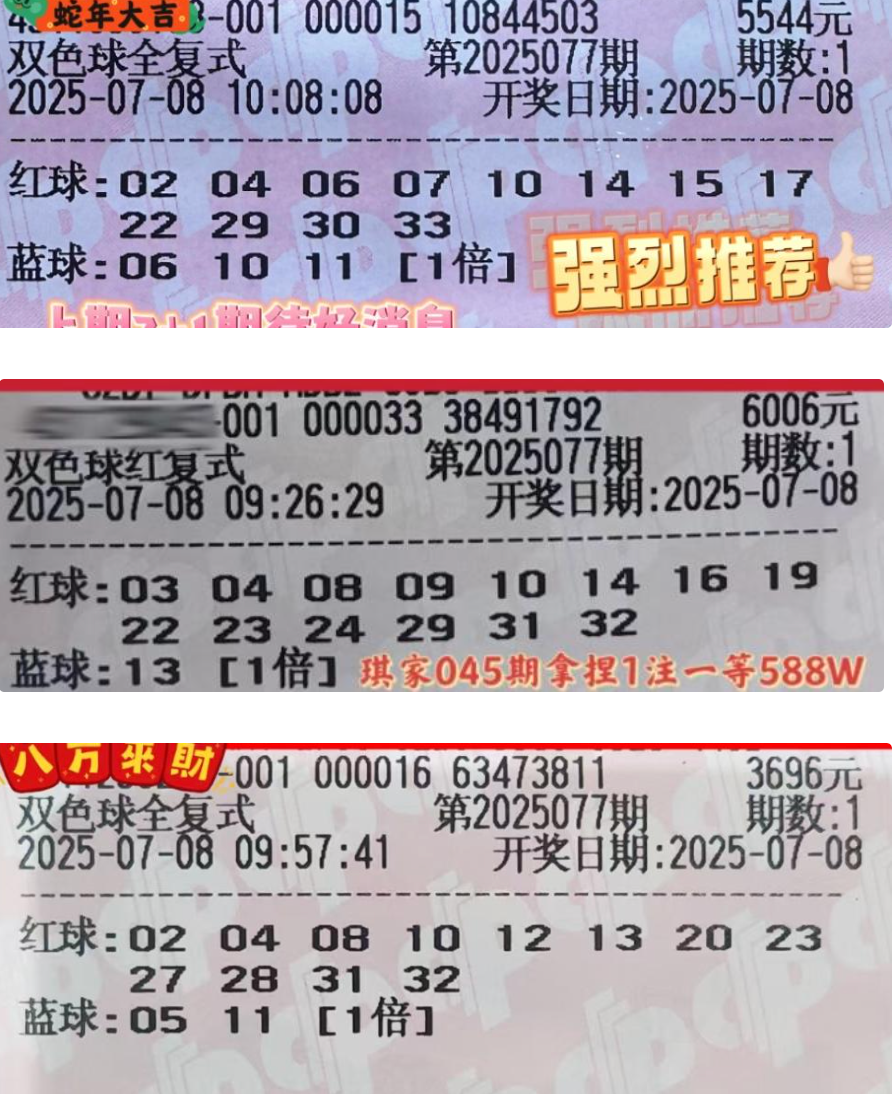 蛇年大吉
-001 000015 10844503 5544元
双色球全复式 第2025077期 期数:1
2025-07-08 10:08:08 开奖日期:2025-07-08
红球:02 04 06 07 10 14 15 17
22 29 30 33
蓝球:06 10 11 [1倍]
强烈推荐
上期7+1期待好消息
-001 000033 38491792 6006元
双色球红复式 第2025077期 期数:1
2025-07-08 09:26:29 开奖日期:2025-07-08
红球:03 04 08 09 10 14 16 19
22 23 24 29 31 32
蓝球:13 [1倍] 琪家045期拿捏1注一等588W
八方来财
-001 000016 63473811 3696元
双色球全复式 第2025077期 期数:1
2025-07-08 09:57:41 开奖日期:2025-07-08
红球:02 04 08 10 12 13 20 23
27 28 31 32
蓝球:05 11 [1倍]